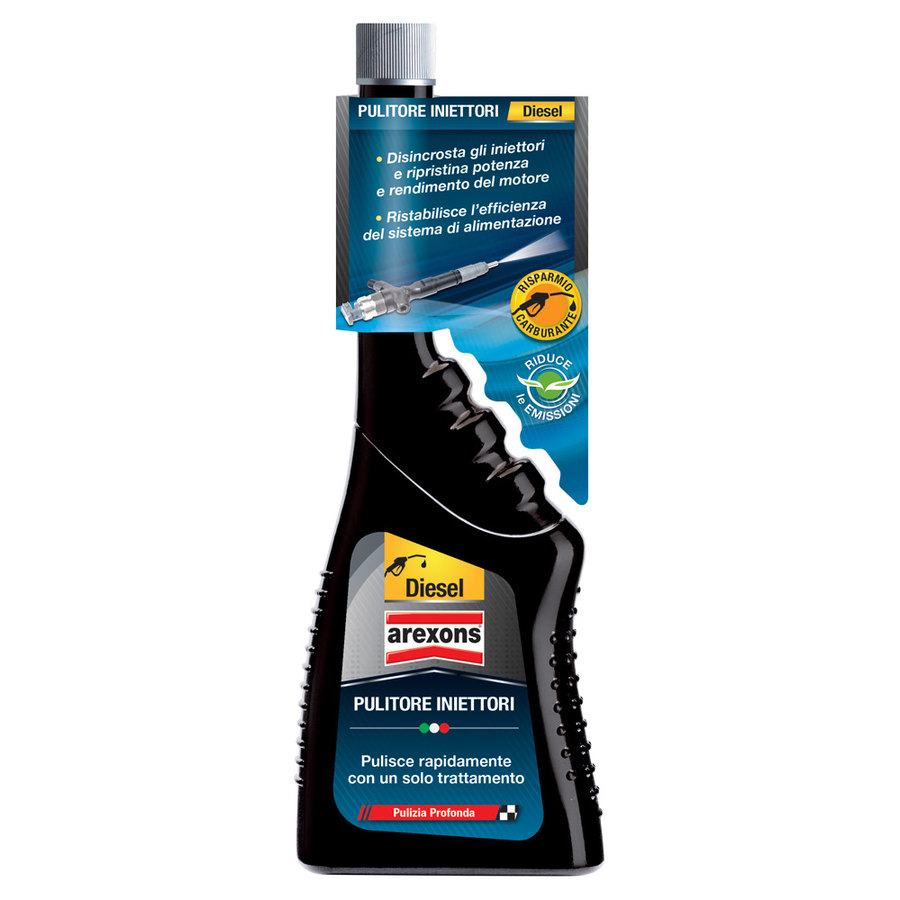 PULITORE INIETTORI Diesel
• Disincrosta gli iniettori
e ripristina potenza
e rendimento del motore
• Ristabilisce l'efficienza
del sistema di alimentazione
RISPARMIO
CARBURANTE
RIDUCE
le EMISSIONI
Diesel
arexons
PULITORE INIETTORI
Pulisce rapidamente
con un solo trattamento
Pulizia Profonda